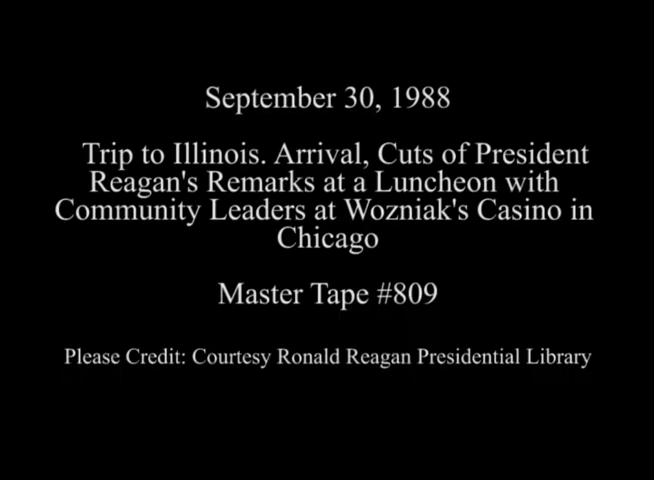 September 30, 1988
Trip to Illinois. Arrival, Cuts of President
Reagan's Remarks at a Luncheon with
Community Leaders at Wozniak's Casino in
Chicago
Master Tape #809
Please Credit: Courtesy Ronald Reagan Presidential Library